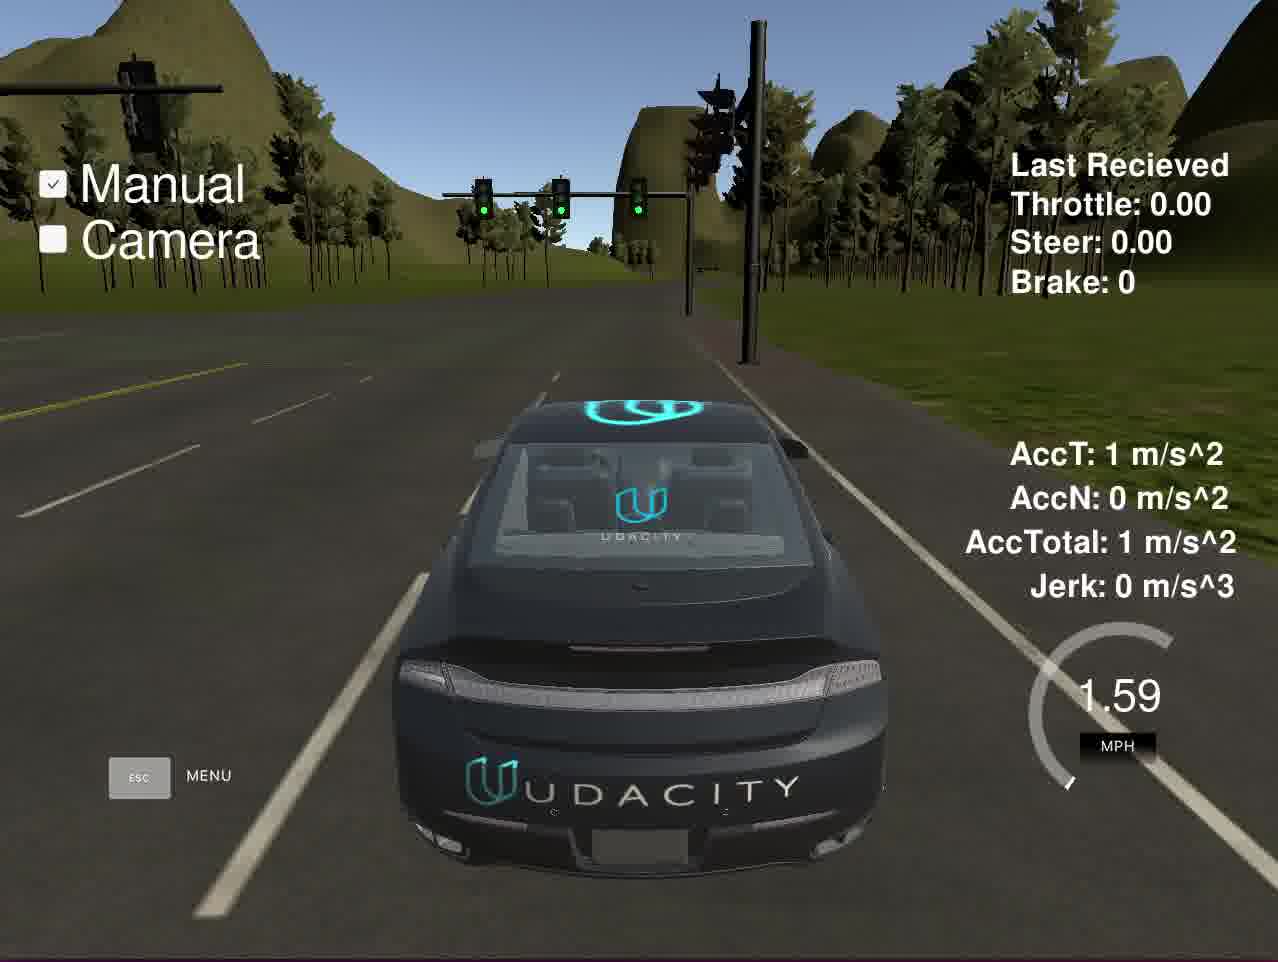 Manual
Camera
Last Recieved
Throttle: 0.00
Steer: 0.00
Brake: 0
AccT: 1 m/s^2
AccN: 0 m/s^2
AccTotal: 1 m/s^2
Jerk: 0 m/s^3
1.59
MPH
ESC MENU
UDACITY
UDACITY